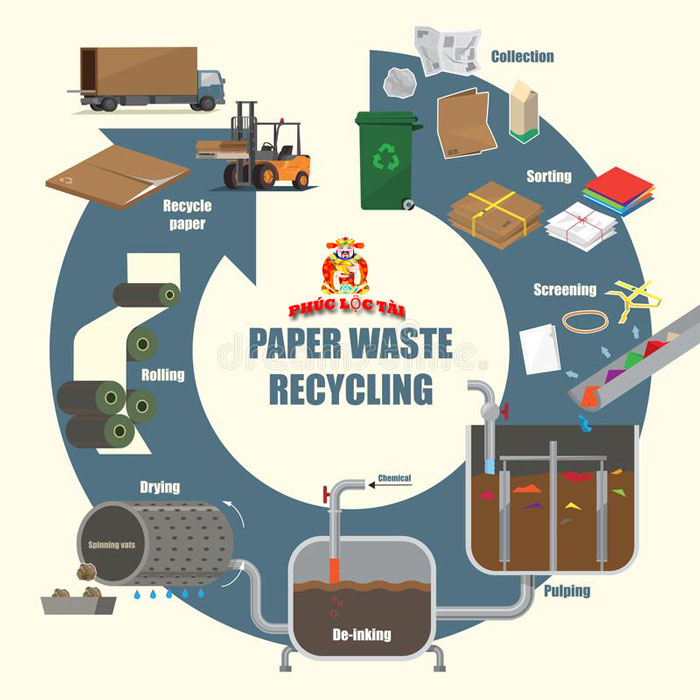 Collection
Sorting
Screening
Recycle
paper
PHÚC LỘC TÀI
PAPER WASTE
RECYCLING
dreamstime.
Rolling
Drying
Chemical
Spinning vats
Pulping
De-inking